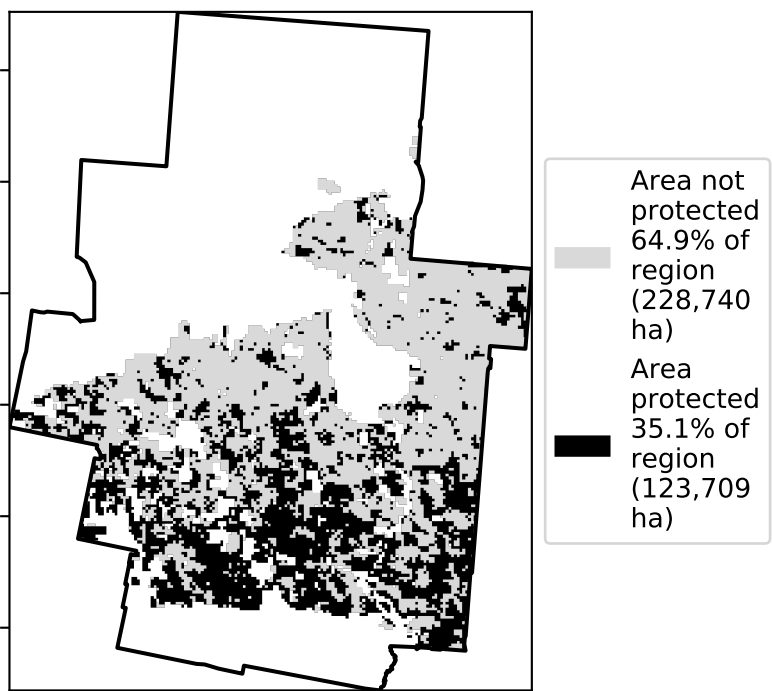 Area not
protected
64.9% of
region
(228,740
ha)
Area
protected
35.1% of
region
(123,709
ha)